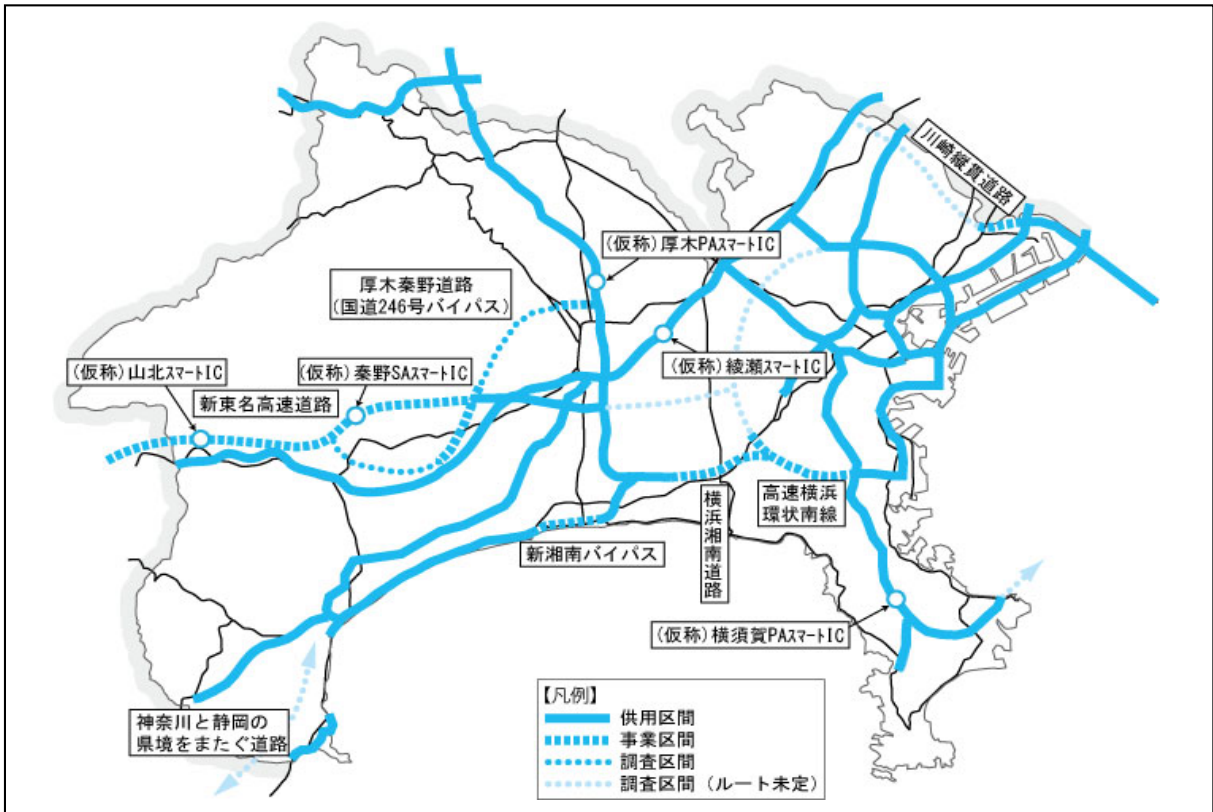 川崎縦貫道路
(仮称)厚木PAスマートIC
厚木秦野道路
(国道246号バイパス)
(仮称)山北スマートIC
(仮称)秦野SAスマートIC
(仮称)綾瀬スマートIC
新東名高速道路
高速横浜
環状南線
横浜湘南道路
新湘南バイパス
(仮称)横須賀PAスマートIC
神奈川と静岡の
県境をまたぐ道路
【凡例】
供用区間
事業区間
調査区間
調査区間(ルート未定)